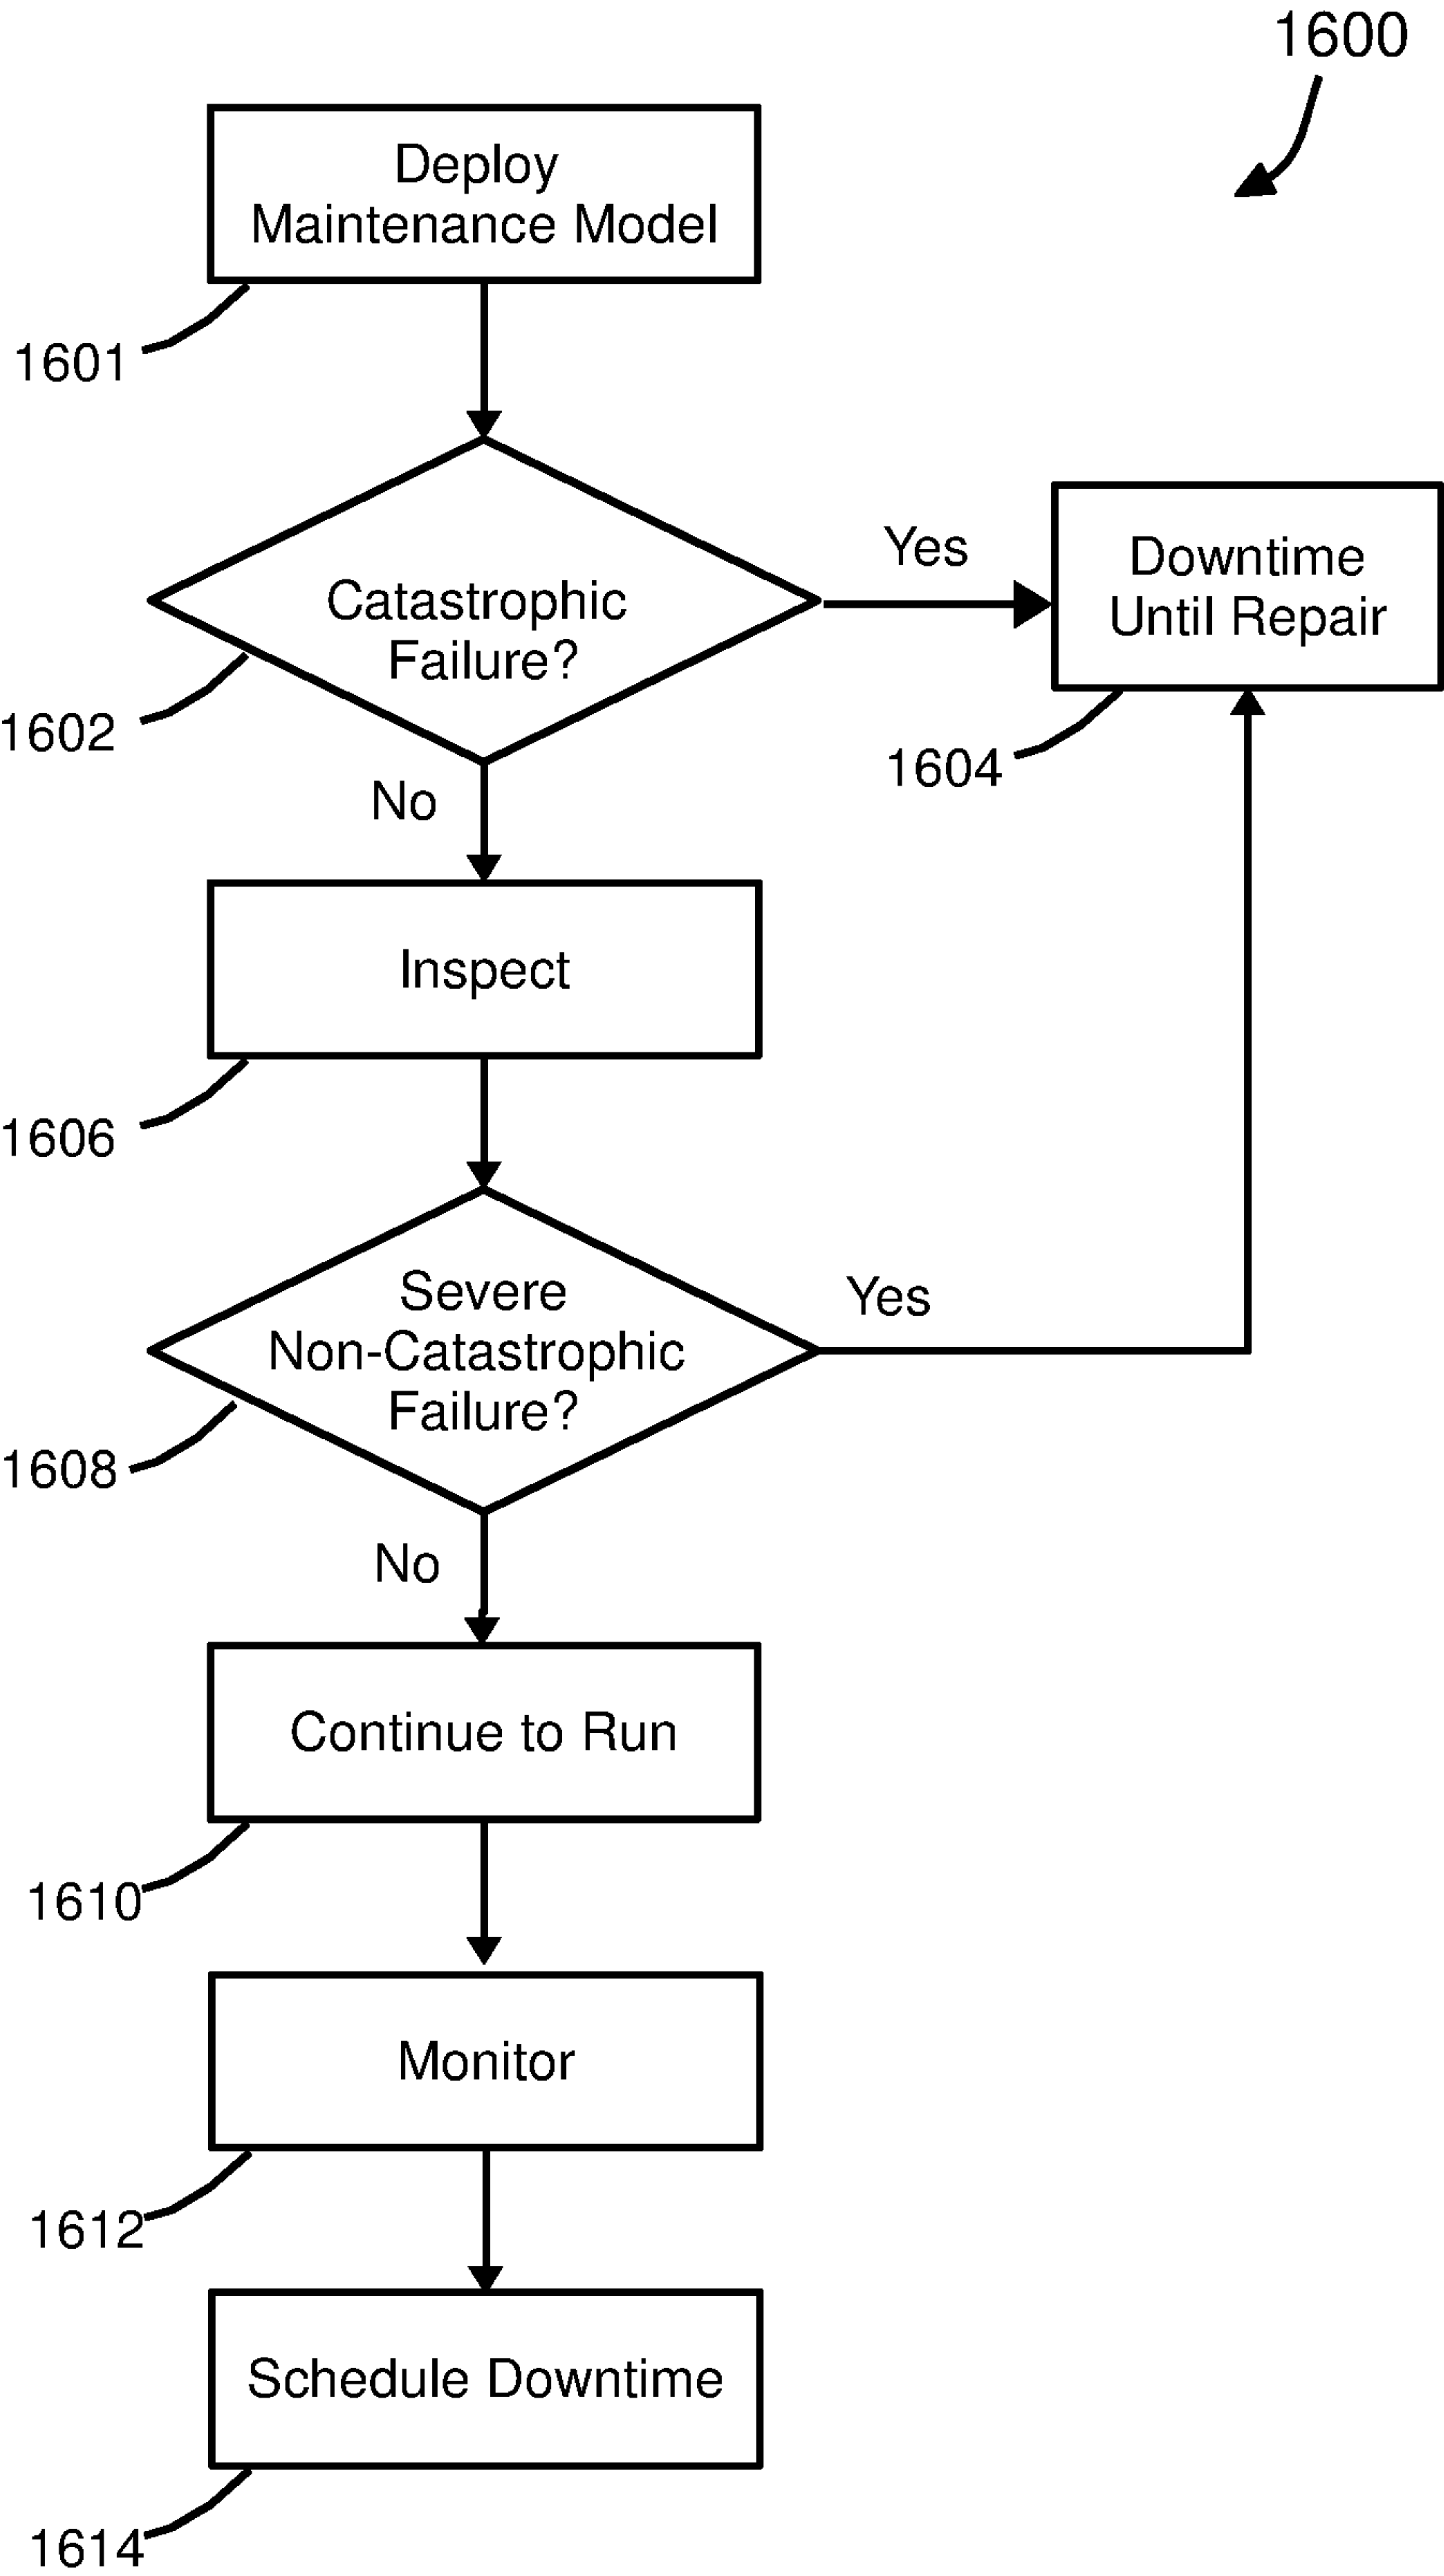 1600
Deploy
Maintenance Model
1601
Catastrophic
Failure?
1602
Yes
Downtime
Until Repair
1604
No
Inspect
1606
Severe
Non-Catastrophic
Failure?
1608
Yes
No
Continue to Run
1610
Monitor
1612
Schedule Downtime
1614